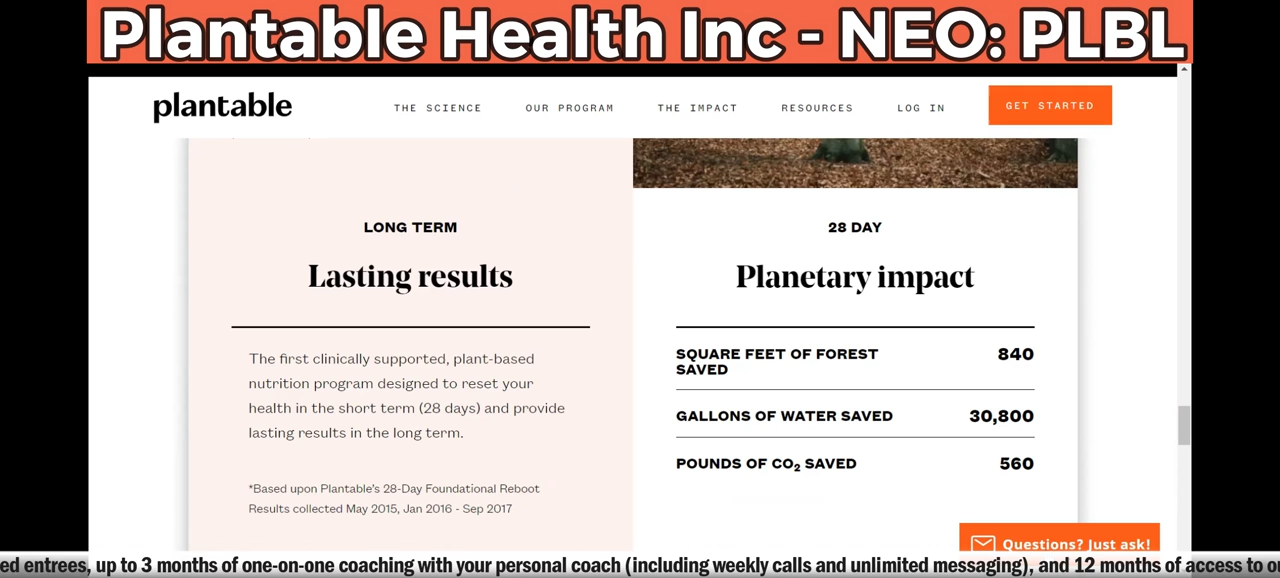 Plantable Health Inc - NEO: PLBL
plantable
THE SCIENCE OUR PROGRAM THE IMPACT RESOURCES LOG IN GET STARTED
LONG TERM
Lasting results
The first clinically supported, plant-based
nutrition program designed to reset your
health in the short term (28 days) and provide
lasting results in the long term.
*Based upon Plantable's 28-Day Foundational Reboot
Results collected May 2015, Jan 2016 - Sep 2017
28 DAY
Planetary impact
SQUARE FEET OF FOREST 840
SAVED
GALLONS OF WATER SAVED 30,800
POUNDS OF CO₂ SAVED 560
Questions? Just ask!
entrees, up to 3 months of one-on-one coaching with your personal coach (including weekly calls and unlimited messaging), and 12 months of access to